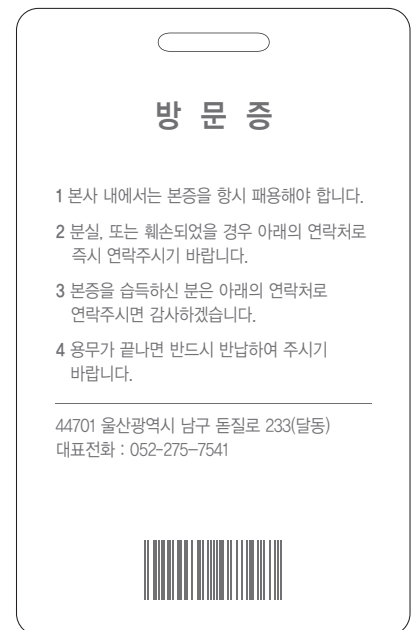 방 문 증
1 본사 내에서는 본증을 항시 패용해야 합니다.
2 분실, 또는 훼손되었을 경우 아래의 연락처로
즉시 연락주시기 바랍니다.
3 본증을 습득하신 분은 아래의 연락처로
연락주시면 감사하겠습니다.
4 용무가 끝나면 반드시 반납하여 주시기
바랍니다.
44701 울산광역시 남구 돋질로 233(달동)
대표전화 : 052-275–7541